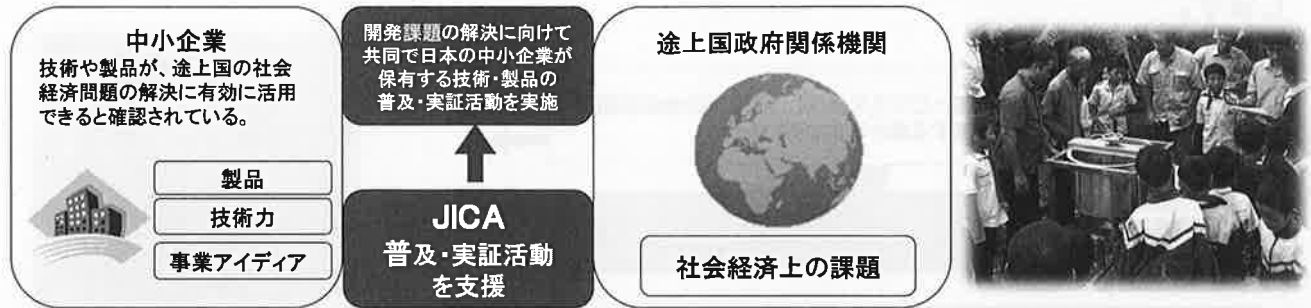 中小企業
技術や製品が、途上国の社会
経済問題の解決に有効に活用
できると確認されている。
製品
技術力
事業アイディア
開発課題の解決に向けて
共同で日本の中小企業が
保有する技術・製品の
普及・実証活動を実施
JICA
普及・実証活動
を支援
途上国政府関係機関
社会経済上の課題